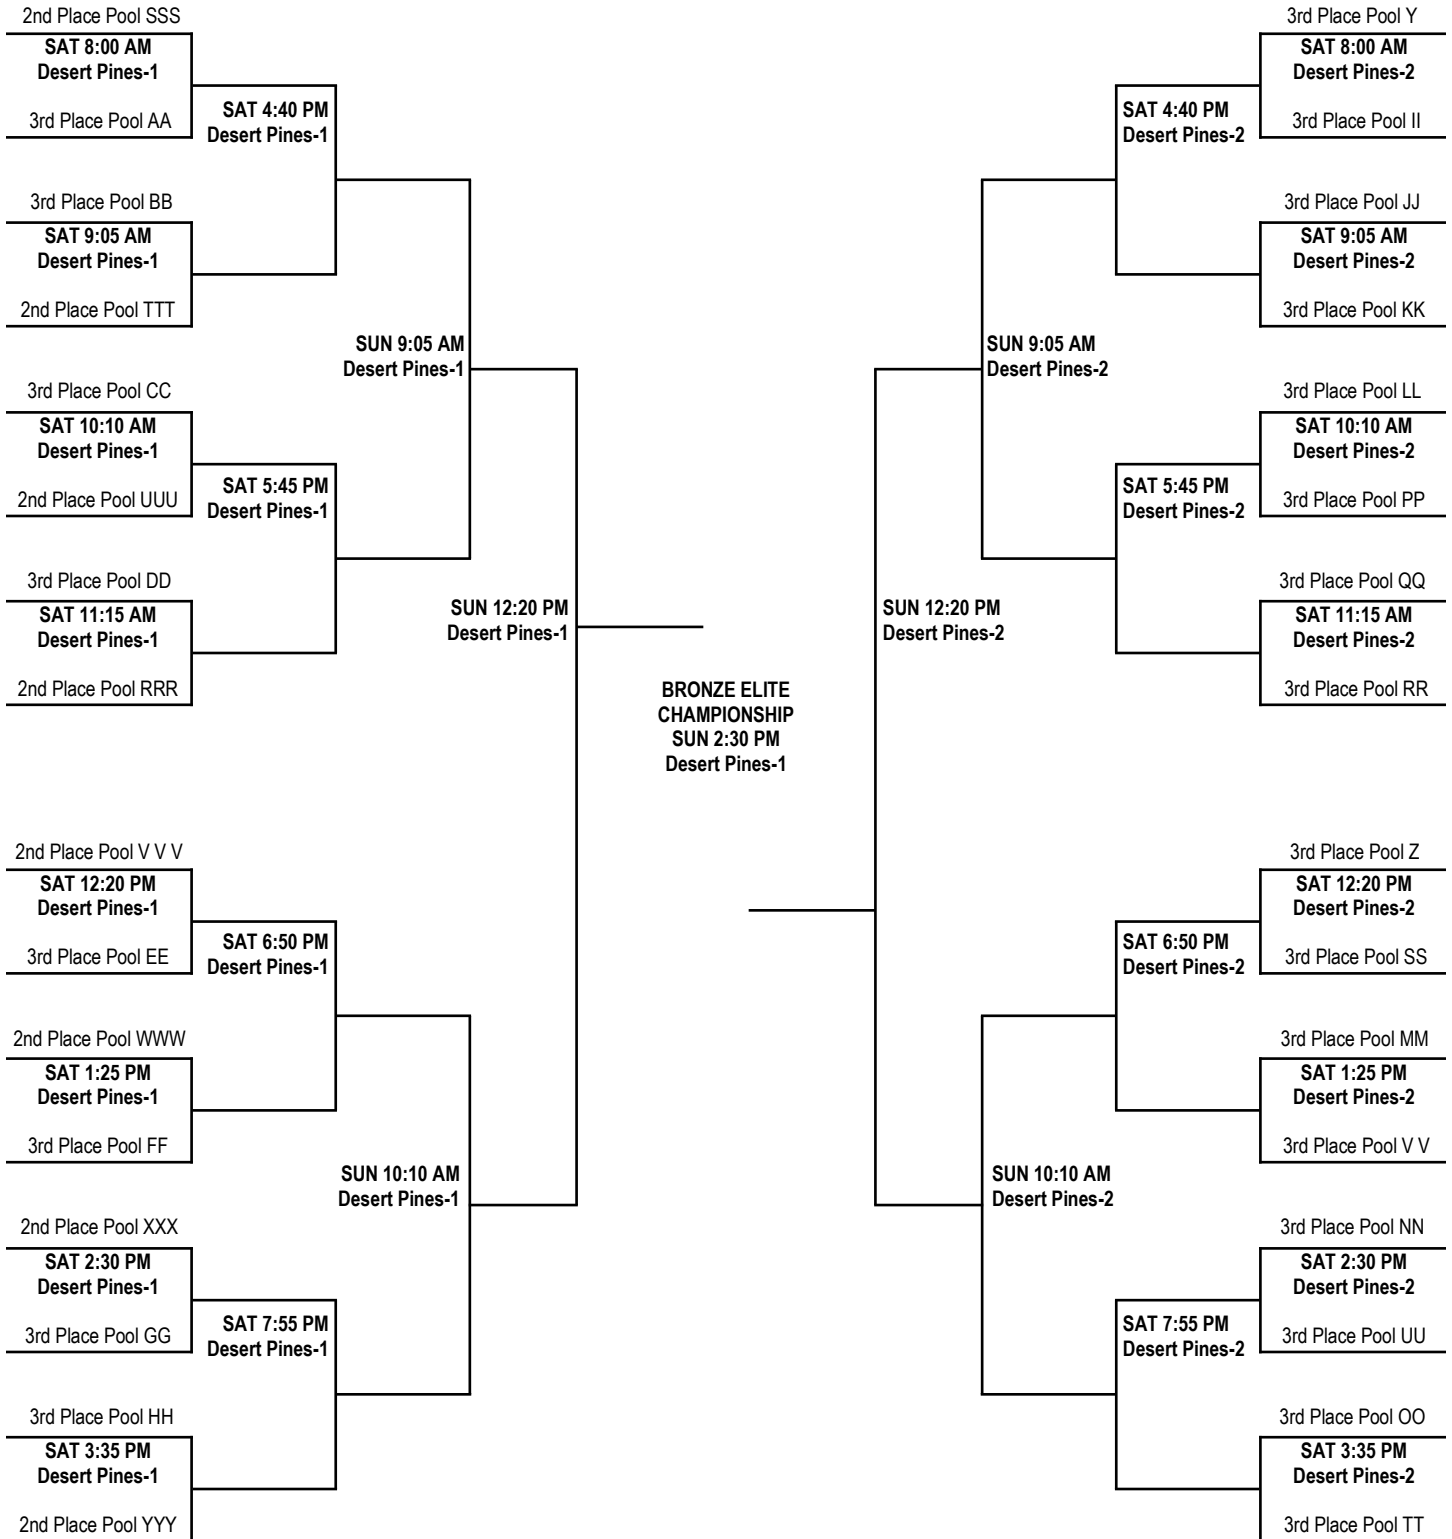 2nd Place Pool SSS
SAT 8:00 AM
Desert Pines-1
3rd Place Pool AA
SAT 4:40 PM
Desert Pines-1
3rd Place Pool BB
SAT 9:05 AM
Desert Pines-1
2nd Place Pool TTT
SUN 9:05 AM
Desert Pines-1
3rd Place Pool CC
SAT 10:10 AM
Desert Pines-1
2nd Place Pool UUU
SAT 5:45 PM
Desert Pines-1
3rd Place Pool DD
SAT 11:15 AM
Desert Pines-1
2nd Place Pool RRR
SUN 12:20 PM
Desert Pines-1
2nd Place Pool V V V
SAT 12:20 PM
Desert Pines-1
3rd Place Pool EE
SAT 6:50 PM
Desert Pines-1
2nd Place Pool WWW
SAT 1:25 PM
Desert Pines-1
3rd Place Pool FF
SUN 10:10 AM
Desert Pines-1
2nd Place Pool XXX
SAT 2:30 PM
Desert Pines-1
3rd Place Pool GG
SAT 7:55 PM
Desert Pines-1
3rd Place Pool HH
SAT 3:35 PM
Desert Pines-1
2nd Place Pool YYY
BRONZE ELITE
CHAMPIONSHIP
SUN 2:30 PM
Desert Pines-1
3rd Place Pool Y
SAT 8:00 AM
Desert Pines-2
3rd Place Pool II
SAT 4:40 PM
Desert Pines-2
3rd Place Pool JJ
SAT 9:05 AM
Desert Pines-2
3rd Place Pool KK
SUN 9:05 AM
Desert Pines-2
3rd Place Pool LL
SAT 10:10 AM
Desert Pines-2
3rd Place Pool PP
SAT 5:45 PM
Desert Pines-2
3rd Place Pool QQ
SAT 11:15 AM
Desert Pines-2
3rd Place Pool RR
SUN 12:20 PM
Desert Pines-2
3rd Place Pool Z
SAT 12:20 PM
Desert Pines-2
3rd Place Pool SS
SAT 6:50 PM
Desert Pines-2
3rd Place Pool MM
SAT 1:25 PM
Desert Pines-2
3rd Place Pool V V
SUN 10:10 AM
Desert Pines-2
3rd Place Pool NN
SAT 2:30 PM
Desert Pines-2
3rd Place Pool UU
SAT 7:55 PM
Desert Pines-2
3rd Place Pool OO
SAT 3:35 PM
Desert Pines-2
3rd Place Pool TT